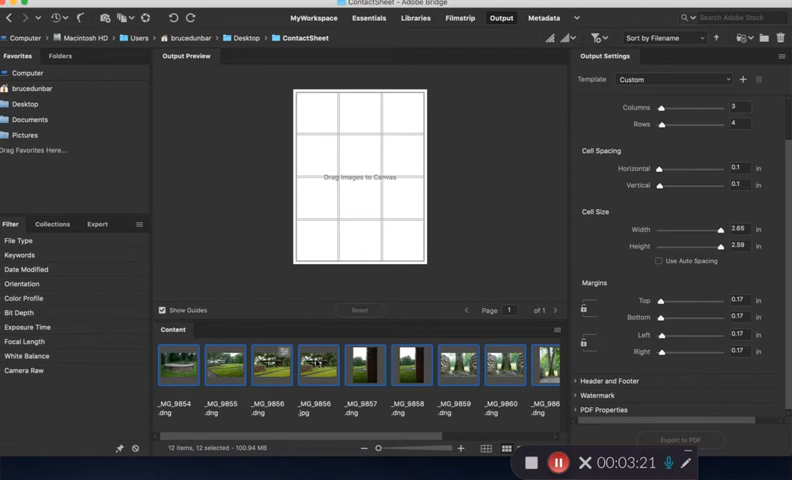 ContactSheet - Adobe Bridge
MyWorkspace Essentials Libraries Filmstrip Output Metadata Search Adobe Stock
Computer Macintosh HD Users brucedunbar Desktop ContactSheet Sort by Filename
Favorites Folders
Computer
brucedunbar
Desktop
Documents
Pictures
Drag Favorites Here...
Filter Collections Export
File Type
Keywords
Date Modified
Orientation
Color Profile
Bit Depth
Exposure Time
Focal Length
White Balance
Camera Raw
Output Preview
Drag Images to Canvas
Show Guides Reset Page 1 of 1
Content
_MG_9854 .dng
_MG_9855 .dng
_MG_9856 .dng
_MG_9856 .jpg
_MG_9857 .dng
_MG_9858 .dng
_MG_9859 .dng
_MG_9860 .dng
_MG_986 .dng
12 items, 12 selected - 100.94 MB
Output Settings
Template Custom
Columns 3
Rows 4
Cell Spacing
Horizontal 0.1 in
Vertical 0.1 in
Cell Size
Width 2.65 in
Height 2.59 in
Use Auto Spacing
Margins
Top 0.17 in
Bottom 0.17 in
Left 0.17 in
Right 0.17 in
Header and Footer
Watermark
PDF Properties
Export to PDF
00:03:21